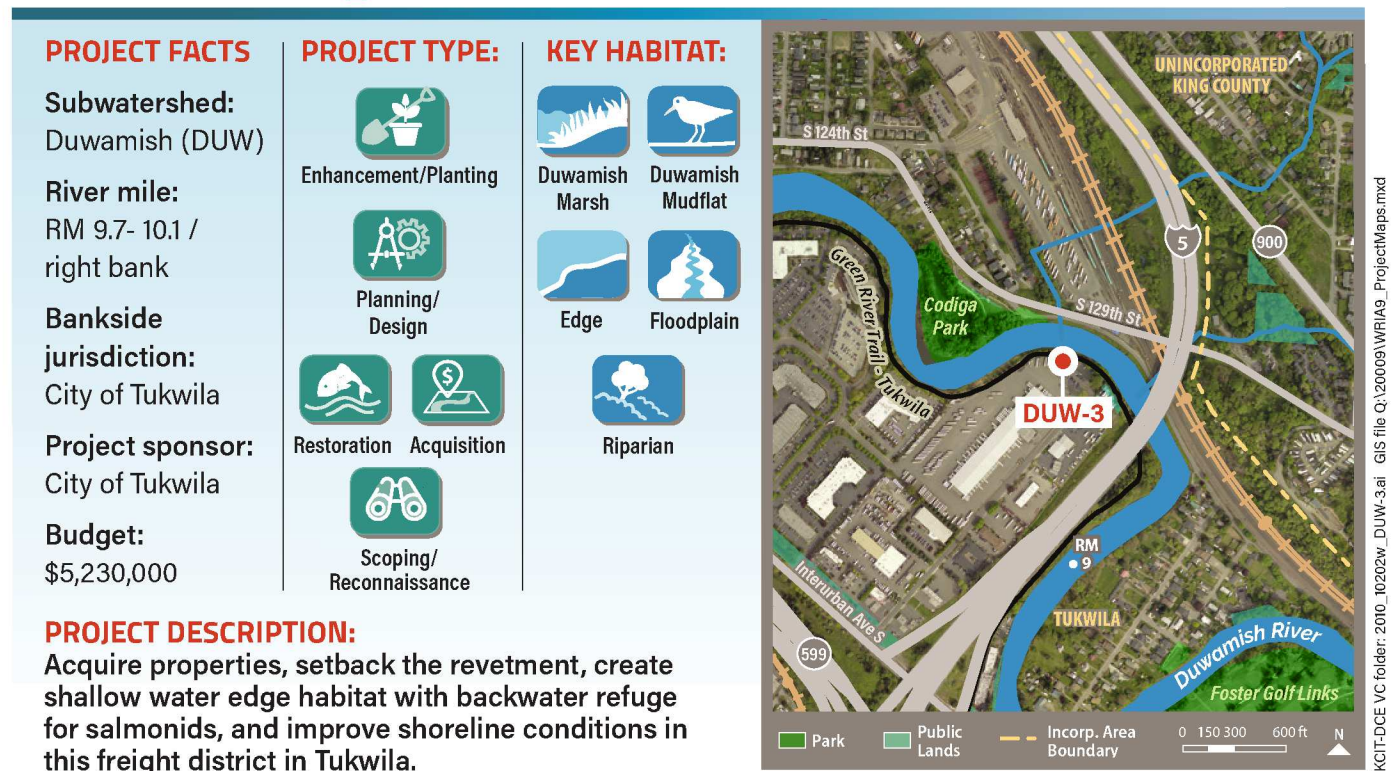 PROJECT FACTS
Subwatershed:
Duwamish (DUW)
River mile:
RM 9.7- 10.1 /
right bank
Bankside
jurisdiction:
City of Tukwila
Project sponsor:
City of Tukwila
Budget:
$5,230,000
PROJECT TYPE:
Enhancement/Planting
Planning/
Design
Restoration
Acquisition
Scoping/
Reconnaissance
KEY HABITAT:
Duwamish
Marsh
Duwamish
Mudflat
Edge
Floodplain
Riparian
PROJECT DESCRIPTION:
Acquire properties, setback the revetment, create
shallow water edge habitat with backwater refuge
for salmonids, and improve shoreline conditions in
this freight district in Tukwila.
UNINCORPORATED
KING COUNTY
S 124th St
5
900
Green River Trail - Tukwila
Codiga
Park
S 129th St
DUW-3
RM
9
Interurban Ave S
TUKWILA
599
Duwamish River
Foster Golf Links
Park
Public
Lands
Incorp. Area
Boundary
0 150 300 600 ft
N
KCIT-DCE VC folder: 2010_10202w_DUW-3.ai GIS file Q:\20009\WRIA9_ProjectMaps.mxd